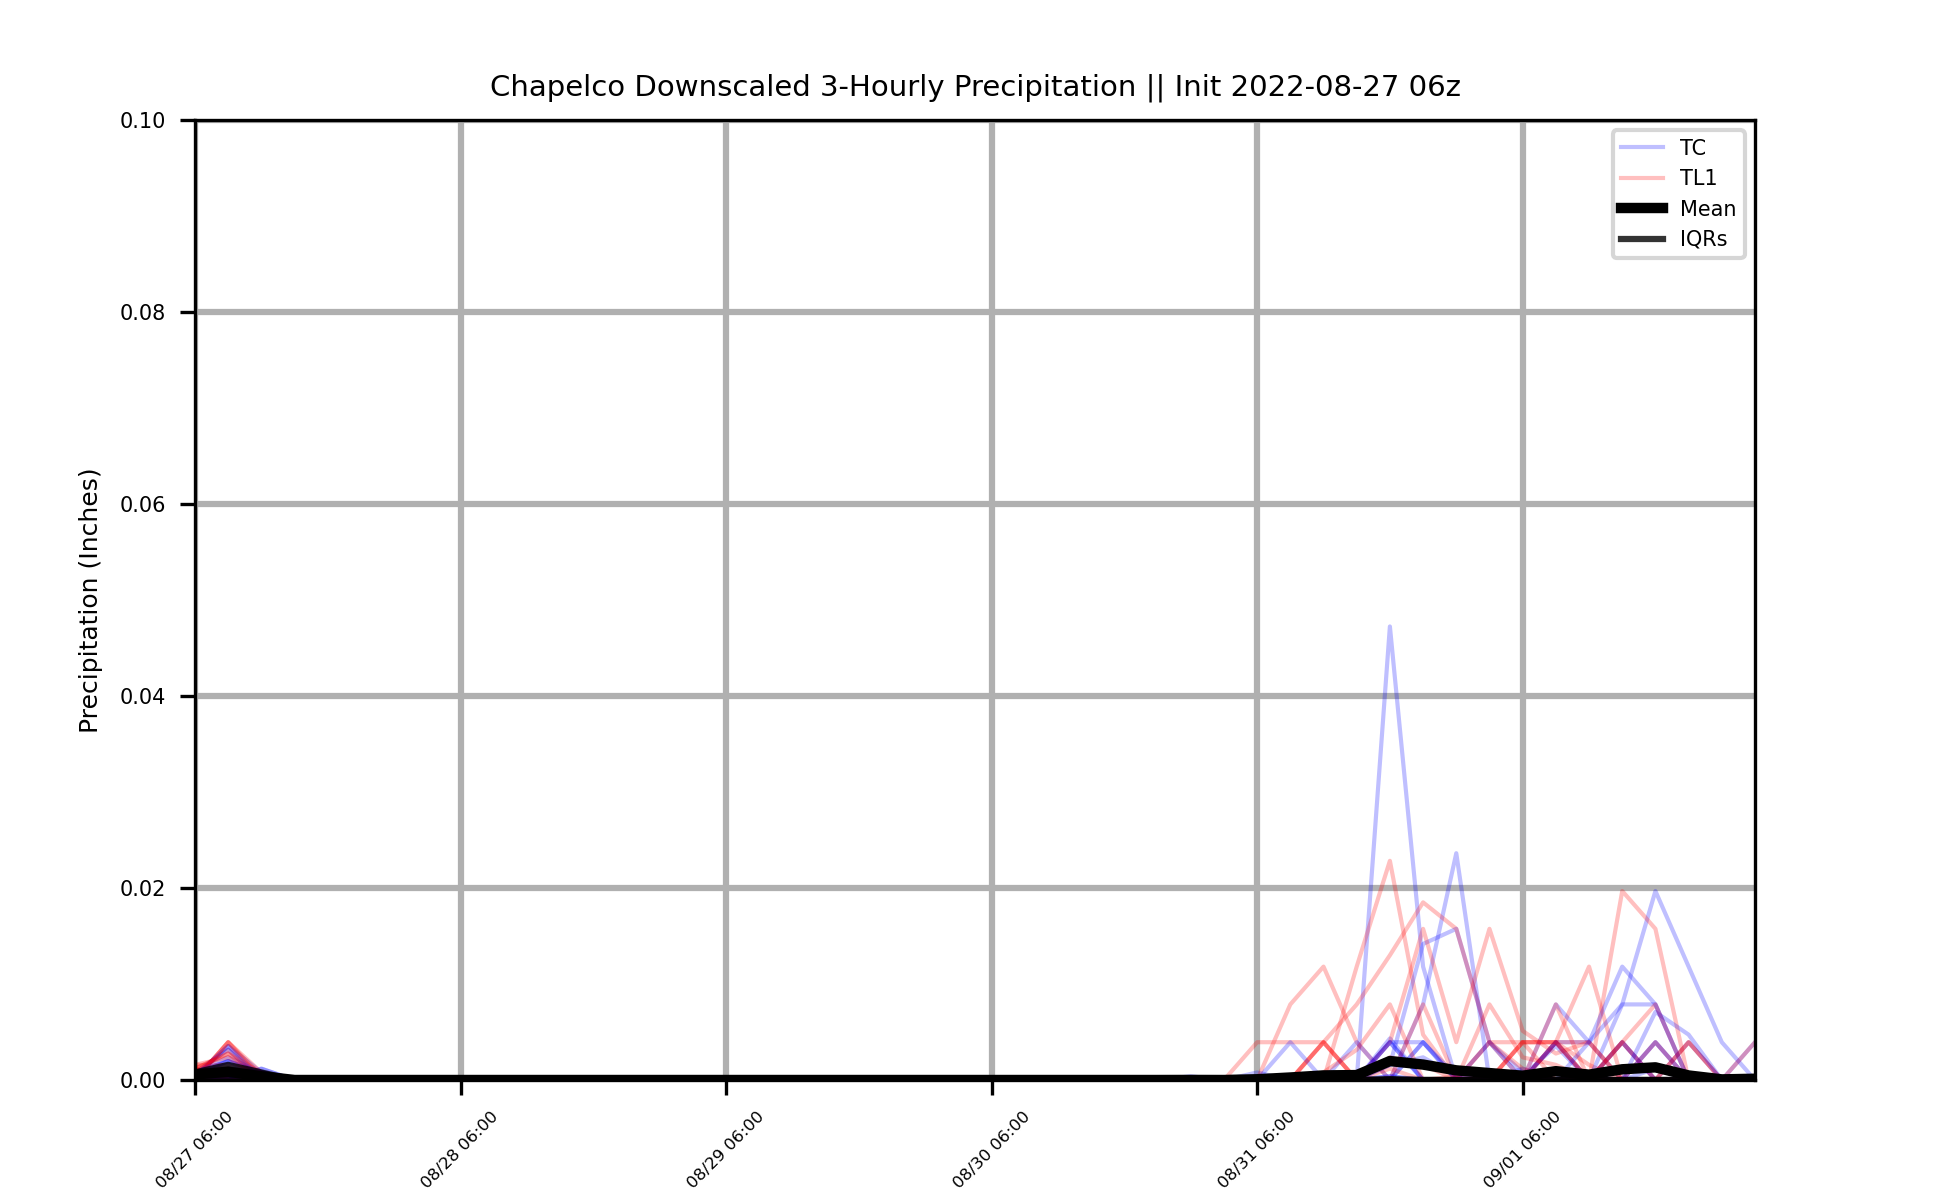 Chapelco Downscaled 3-Hourly Precipitation || Init 2022-08-27 06z
TC
TL1
Mean
IQRs
Precipitation (Inches)
0.10
0.08
0.06
0.04
0.02
0.00
08/27 06:00
08/28 06:00
08/29 06:00
08/30 06:00
08/31 06:00
09/01 06:00